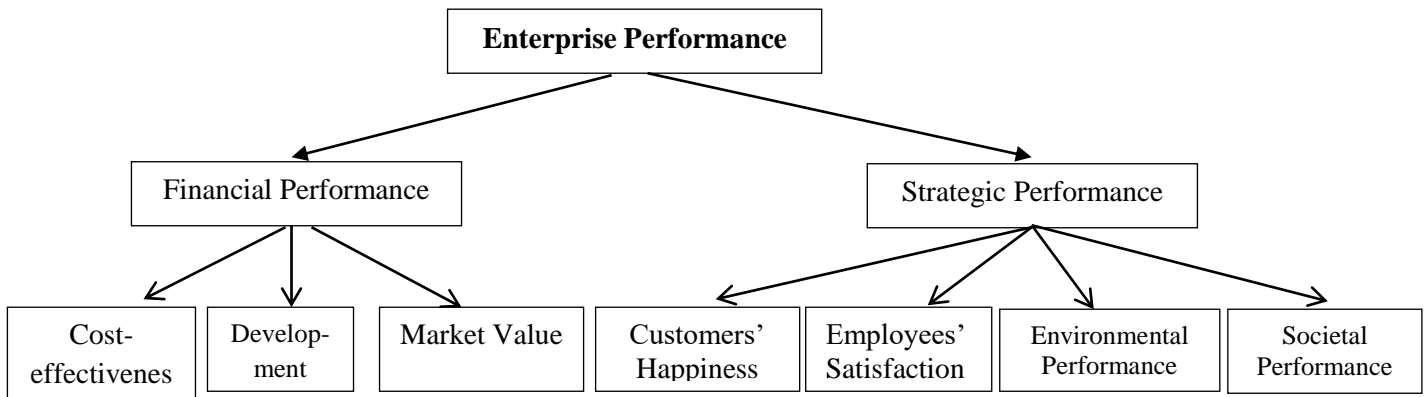 Enterprise Performance
Financial Performance
Strategic Performance
Cost-
effectivenes
Develop-
ment
Market Value
Customers’
Happiness
Employees’
Satisfaction
Environmental
Performance
Societal
Performance